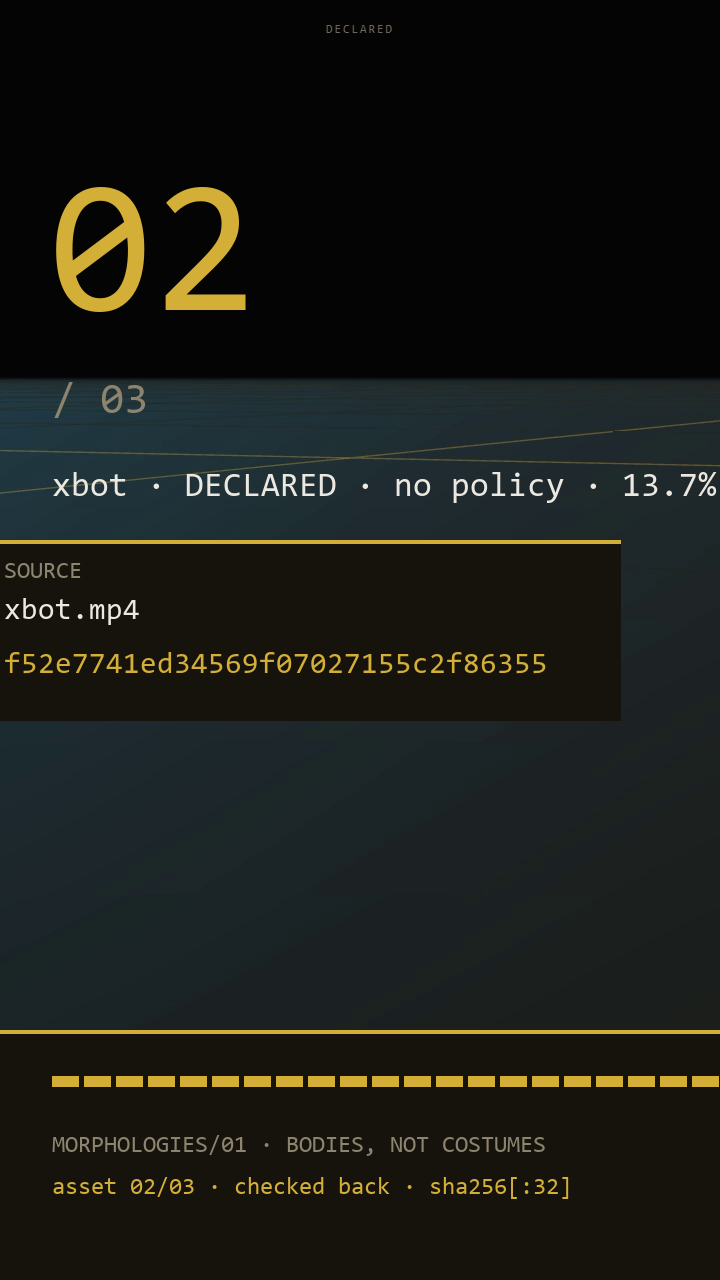 DECLARED
02
/ 03
xbot · DECLARED · no policy · 13.7%
SOURCE
xbot.mp4
f52e7741ed34569f07027155c2f86355
MORPHOLOGIES/01 · BODIES, NOT COSTUMES
asset 02/03 · checked back · sha256[:32]